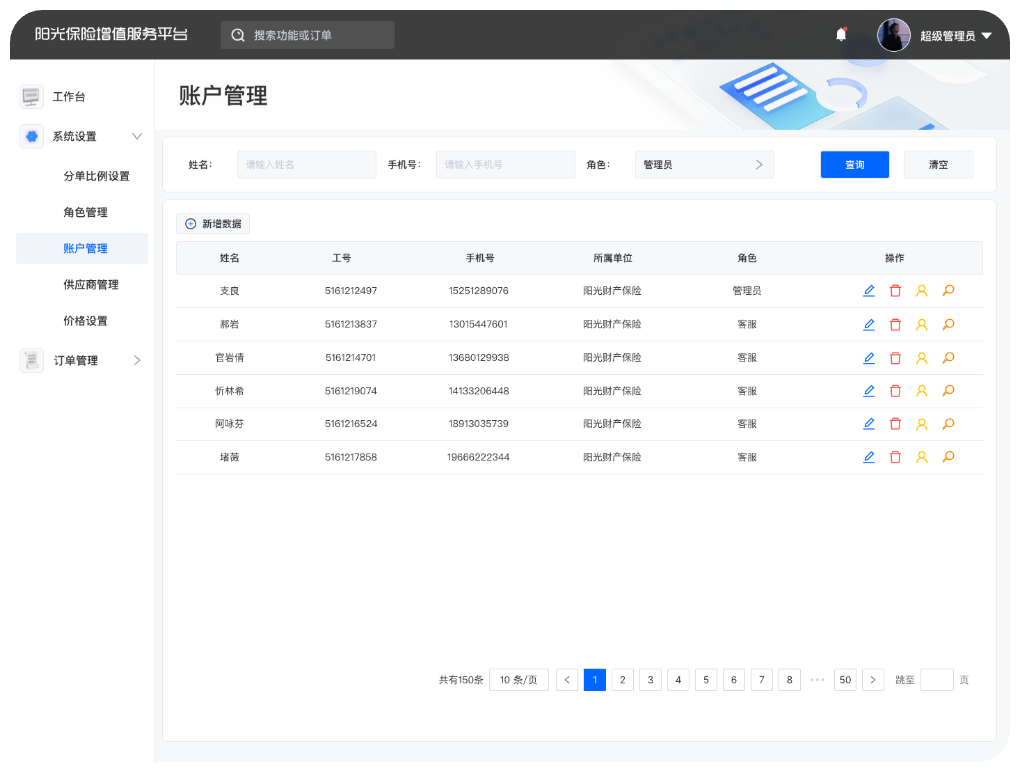 阳光保险增值服务平台 搜索功能或订单 超级管理员
工作台
系统设置
分单比例设置
角色管理
账户管理
供应商管理
价格设置
订单管理
账户管理
姓名: 请输入姓名 手机号: 请输入手机号 角色: 管理员 查询 清空
新增数据
姓名 工号 手机号 所属单位 角色 操作
支良 5161212497 15251289076 阳光财产保险 管理员
郝岩 5161213837 13015447601 阳光财产保险 客服
官岩倩 5161214701 13680129938 阳光财产保险 客服
忻林希 5161219074 14133206448 阳光财产保险 客服
阿咏芬 5161216524 18913035739 阳光财产保险 客服
堵薇 5161217858 19666222344 阳光财产保险 客服
共有150条 10 条/页 < 1 2 3 4 5 6 7 8 ··· 50 > 跳至 页